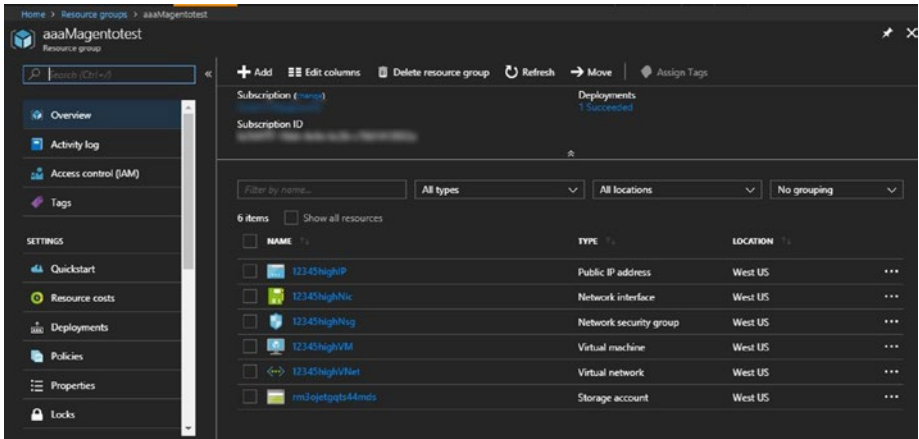 Home > Resource groups > aaaMagentotest
aaaMagentotest
Resource group
Search (Ctrl+/)
Overview
Activity log
Access control (IAM)
Tags
SETTINGS
Quickstart
Resource costs
Deployments
Policies
Properties
Locks
Add Edit columns Delete resource group Refresh Move Assign Tags
Subscription (change)
Deployments
1 Succeeded
Subscription ID
Filter by name... All types All locations No grouping
6 items Show all resources
NAME TYPE LOCATION
12345highIP Public IP address West US
12345highNic Network interface West US
12345highNsg Network security group West US
12345highVM Virtual machine West US
12345highVNet Virtual network West US
rm3ojetgqts44mds Storage account West US